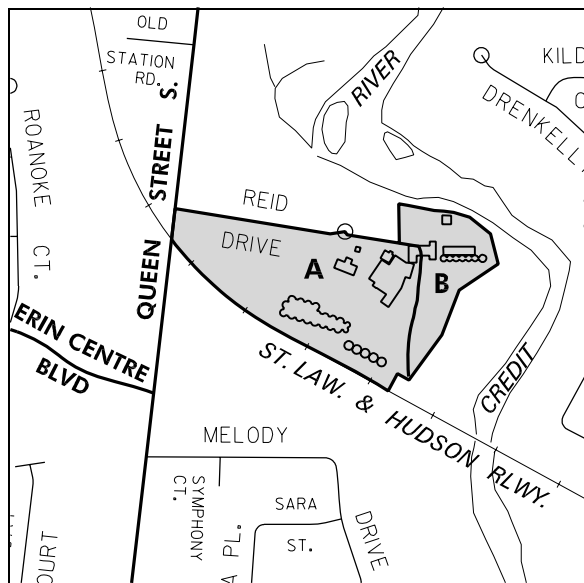 OLD
STATION
RD.
QUEEN STREET S.
RIVER
KILD
DRENKELL
ROANOKE CT.
REID
DRIVE
A
B
ERIN CENTRE
BLVD
ST. LAW. & HUDSON RLWY.
CREDIT
MELODY
DRIVE
SYMPHONY
CT.
SARA
ST.
A PL.
OURT